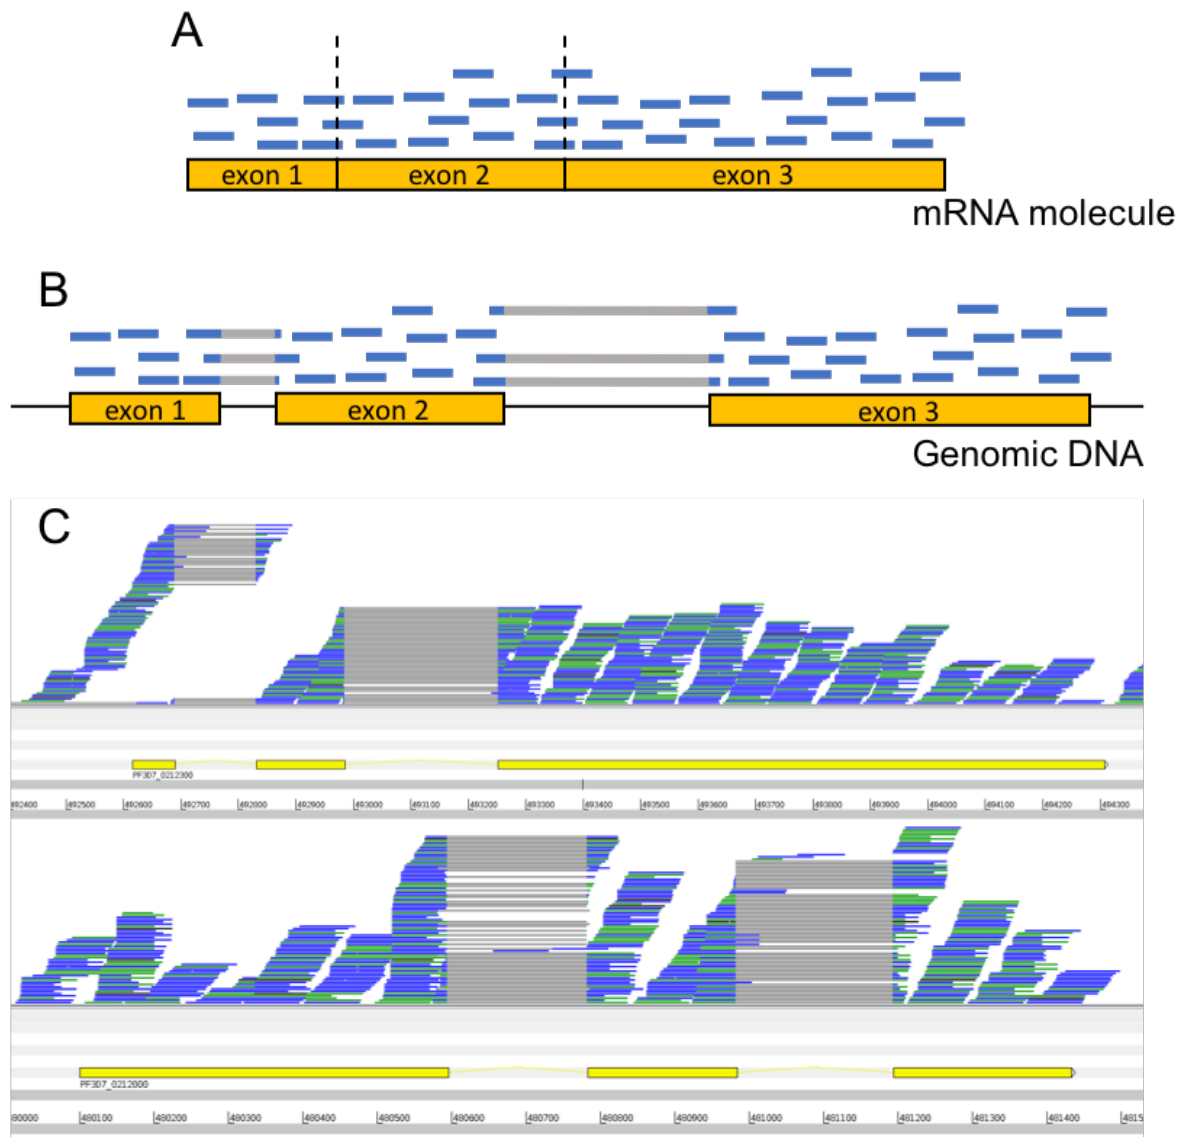 A
exon 1 exon 2 exon 3
mRNA molecule
B
exon 1 exon 2 exon 3
Genomic DNA
C
PF3D7_0212300
492400 492500 492600 492700 492800 492900 493000 493100 493200 493300 493400 493500 493600 493700 493800 493900 494000 494100 494200 494300
PF3D7_0212000
80000 480100 480200 480300 480400 480500 480600 480700 480800 480900 481000 481100 481200 481300 481400 4815